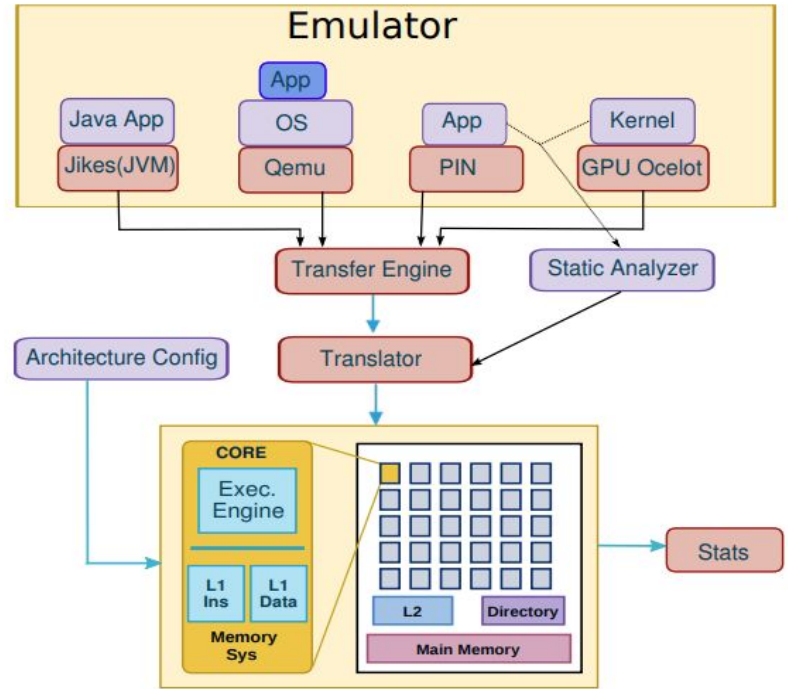 Emulator
App
Java App
OS
App
Kernel
Jikes(JVM)
Qemu
PIN
GPU Ocelot
Transfer Engine
Static Analyzer
Architecture Config
Translator
CORE
Exec.
Engine
L1
Ins
L1
Data
Memory
Sys
L2
Directory
Main Memory
Stats